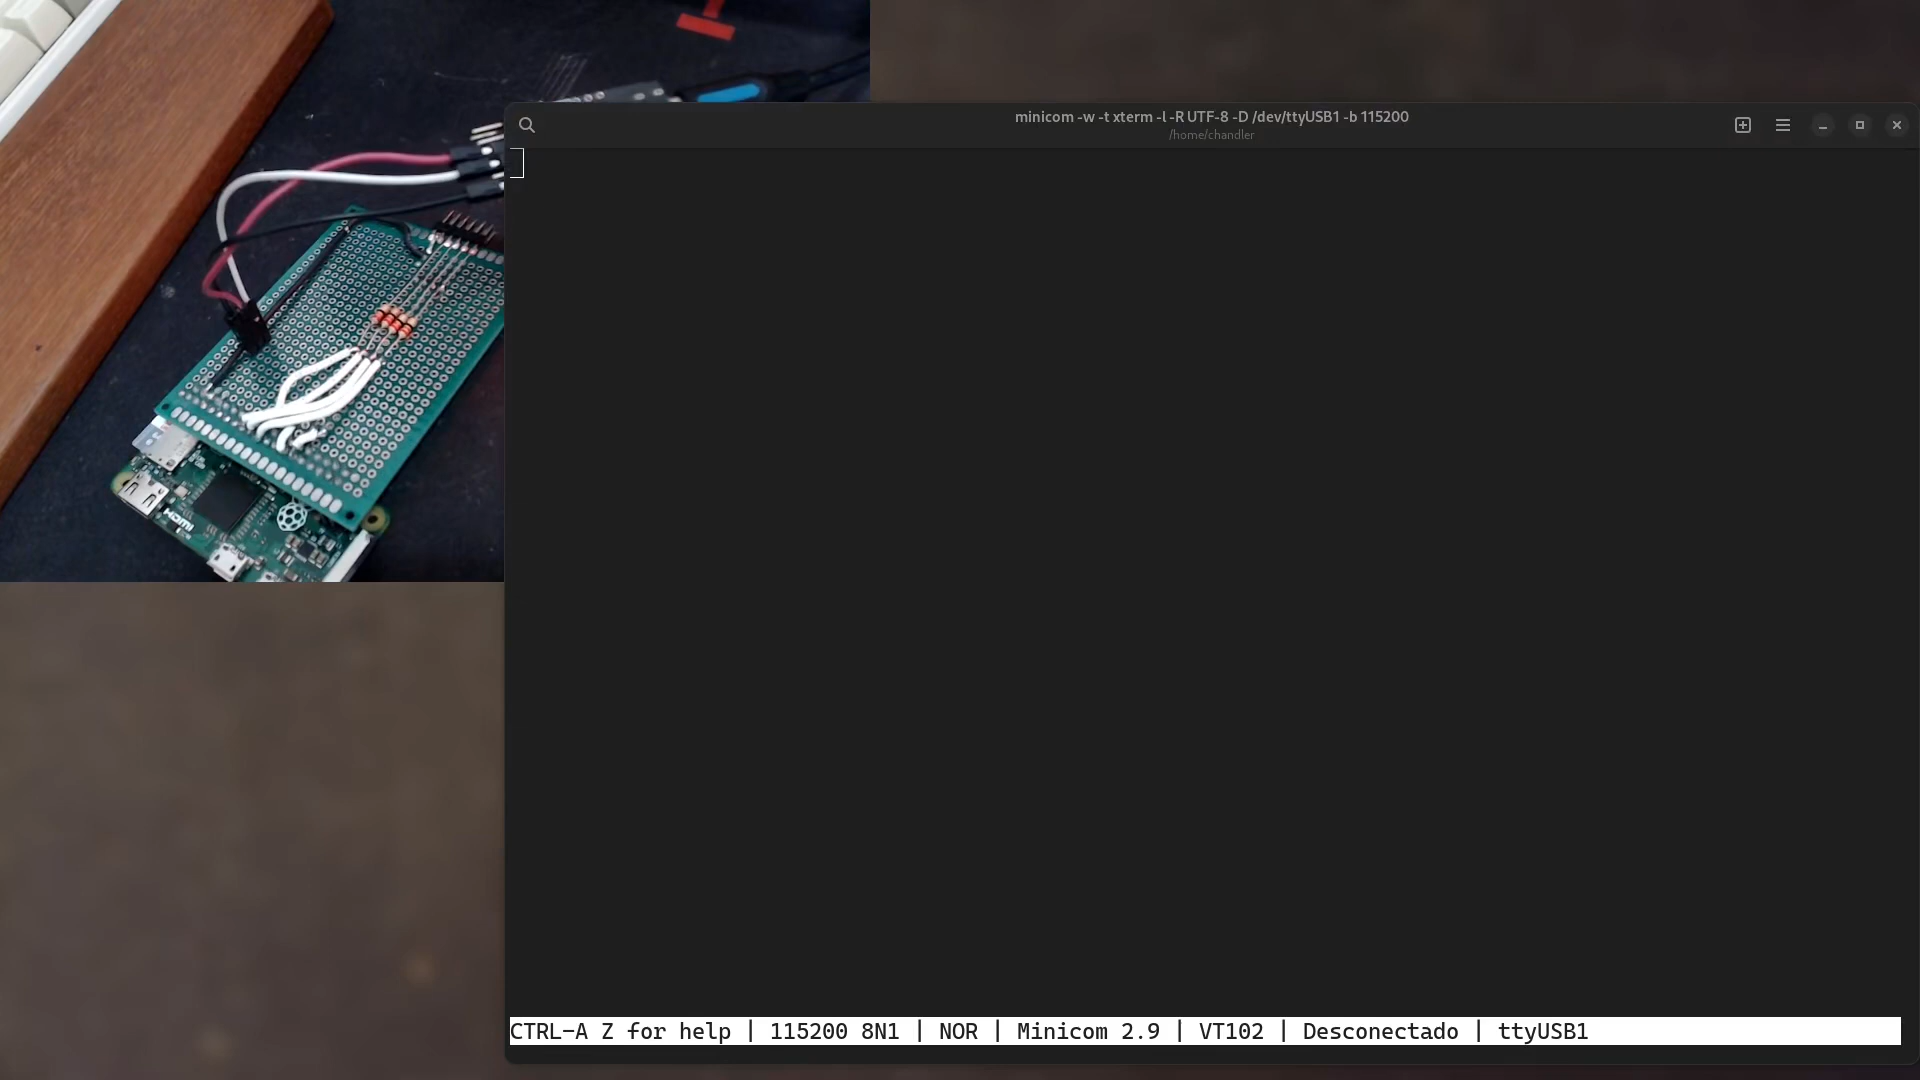 minicom -w -t xterm -l -R UTF-8 -D /dev/ttyUSB1 -b 115200
/home/chandler
HDMI
CTRL-A Z for help | 115200 8N1 | NOR | Minicom 2.9 | VT102 | Desconectado | ttyUSB1